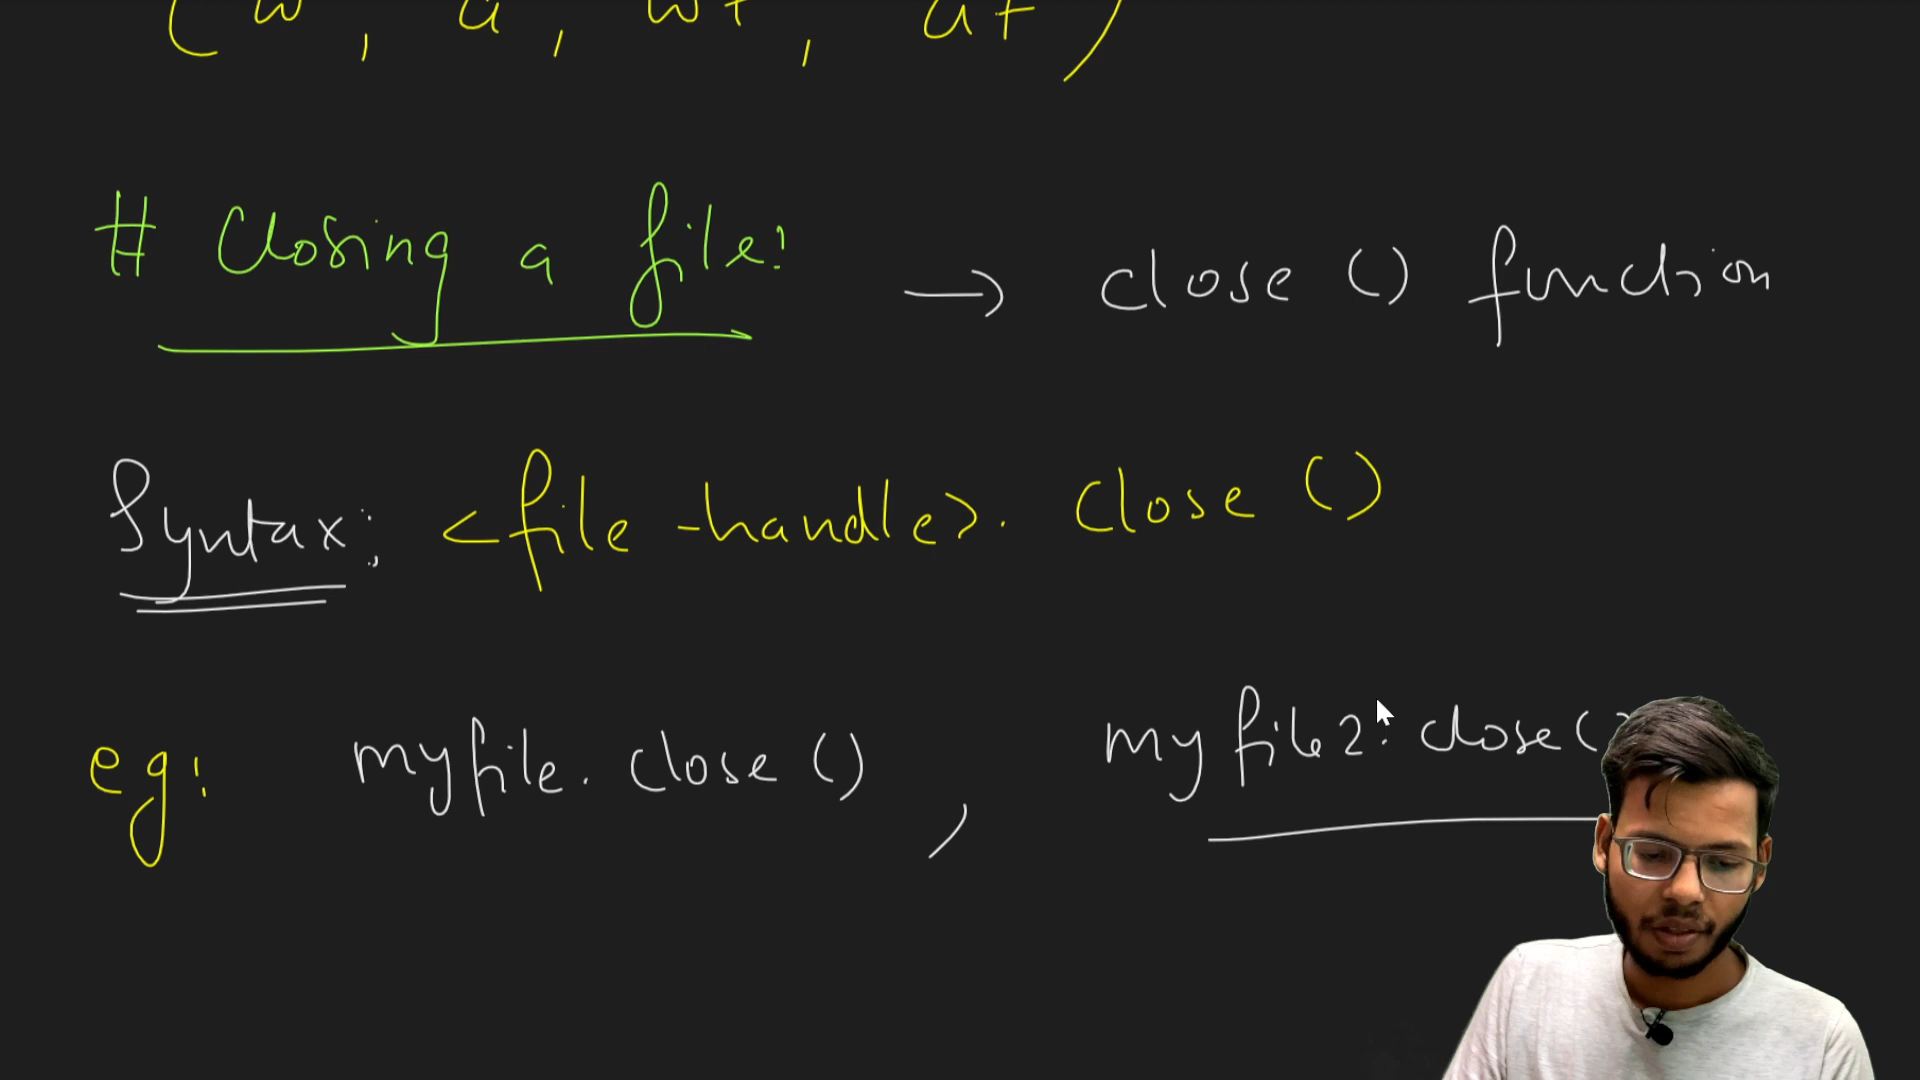 (w, a, w+, a+)
# Closing a file: → close () function
Syntax: <file-handle>. close ()
eg: myfile. close () , myfile2. close()